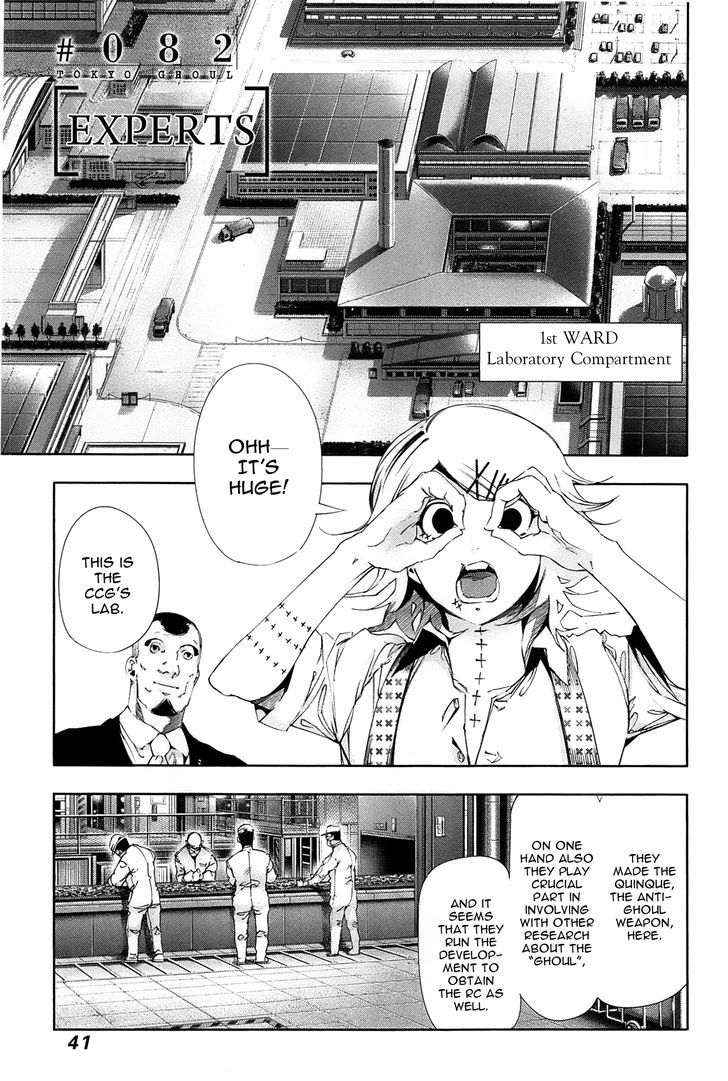 #082
TOKYO GHOUL
EXPERTS
1st WARD
Laboratory Compartment
OHH—
IT'S
HUGE!
THIS IS
THE
CCG'S
LAB.
THEY
MADE THE
QUINQUE,
THE ANTI-
GHOUL
WEAPON,
HERE.
ON ONE
HAND ALSO
THEY PLAY
CRUCIAL
PART IN
INVOLVING
WITH OTHER
RESEARCH
ABOUT THE
"GHOUL",
AND IT
SEEMS
THAT THEY
RUN THE
DEVELOP-
MENT TO
OBTAIN
THE RC AS
WELL.
41